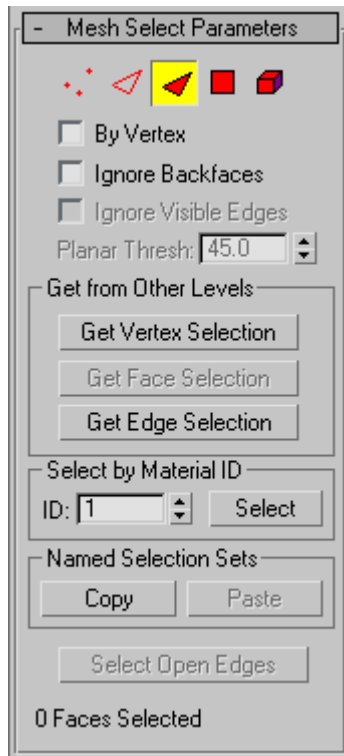 - Mesh Select Parameters
By Vertex
Ignore Backfaces
Ignore Visible Edges
Planar Thresh: 45.0
Get from Other Levels
Get Vertex Selection
Get Face Selection
Get Edge Selection
Select by Material ID
ID: 1 Select
Named Selection Sets
Copy Paste
Select Open Edges
0 Faces Selected